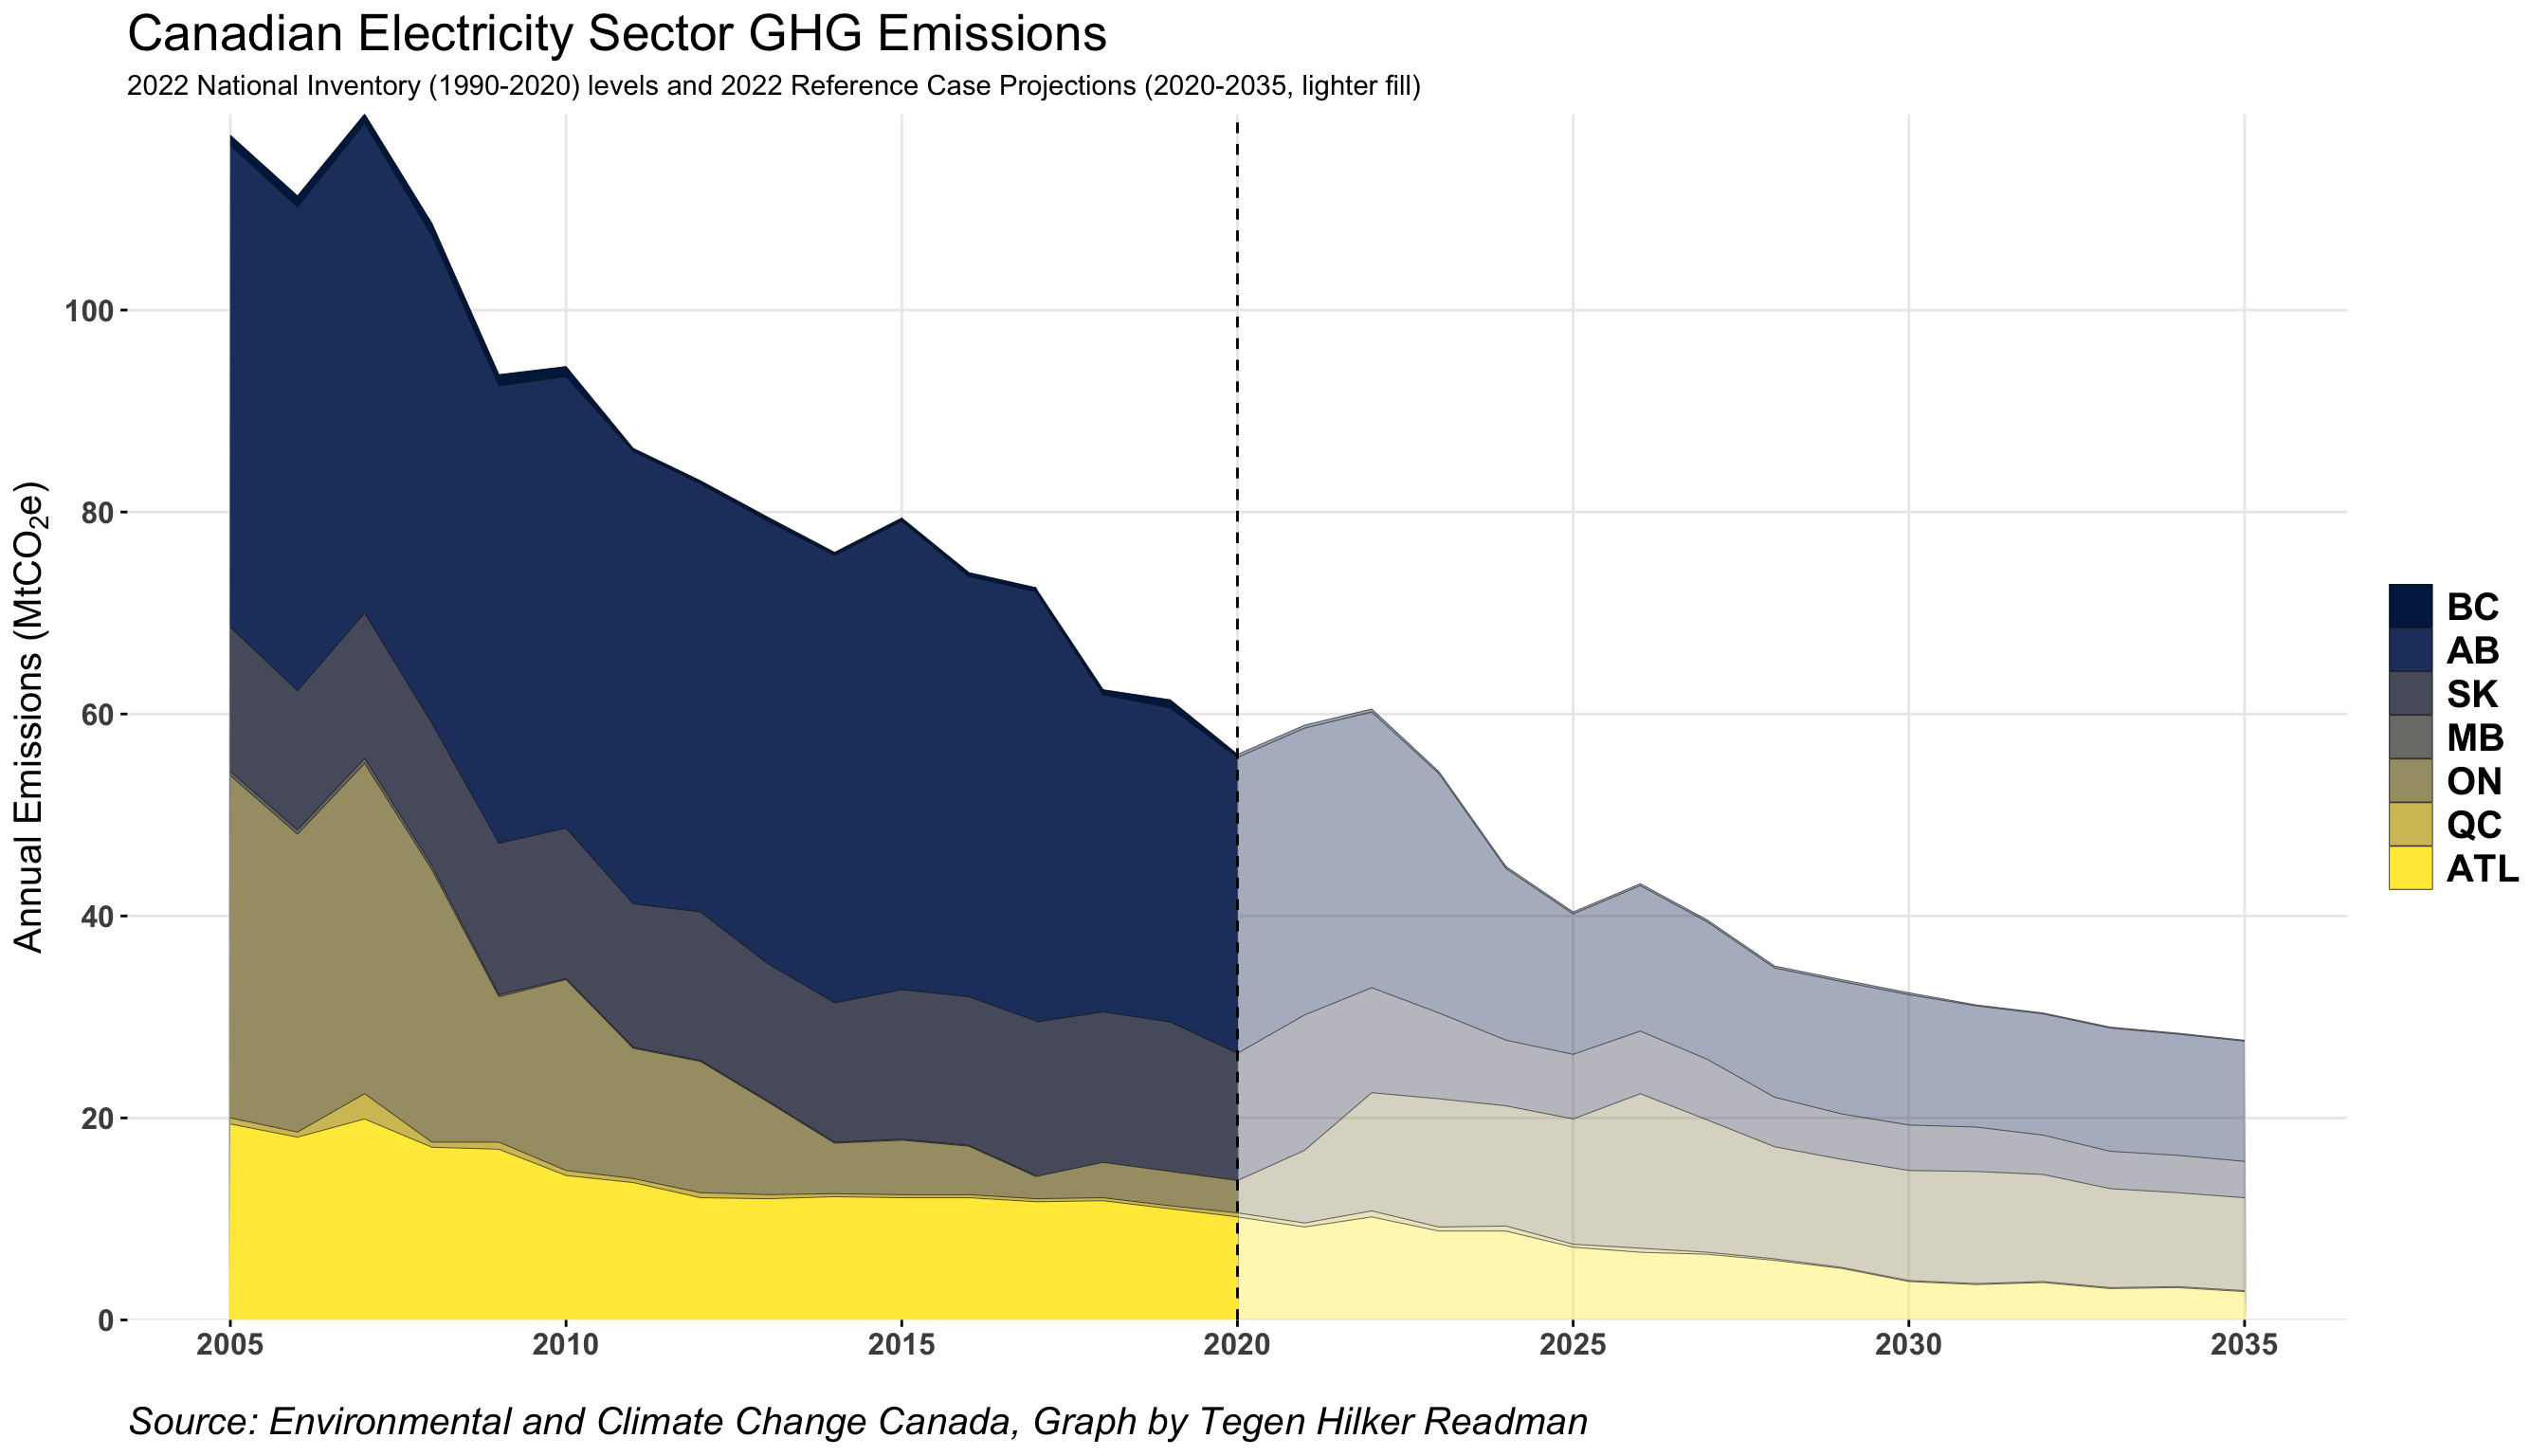 Canadian Electricity Sector GHG Emissions
2022 National Inventory (1990-2020) levels and 2022 Reference Case Projections (2020-2035, lighter fill)
Annual Emissions (MtCO₂e)
100
80
60
40
20
0
2005 2010 2015 2020 2025 2030 2035
BC
AB
SK
MB
ON
QC
ATL
Source: Environmental and Climate Change Canada, Graph by Tegen Hilker Readman